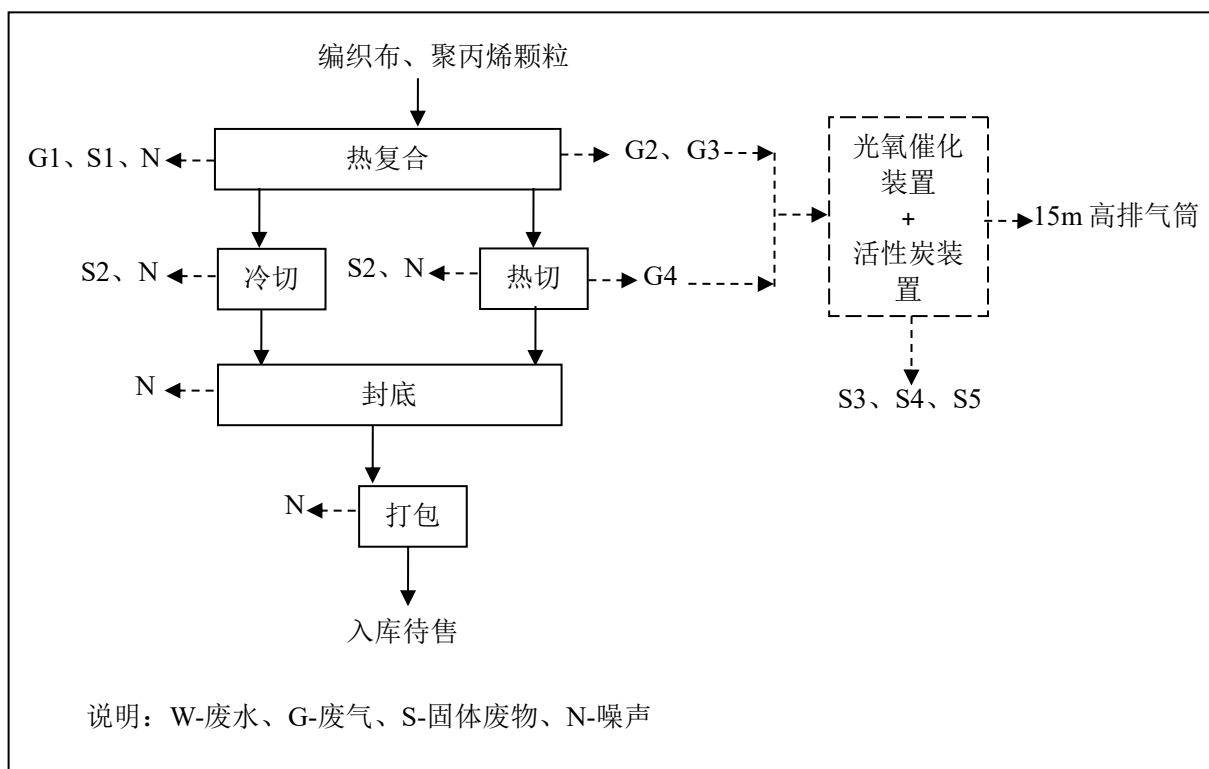 编织布、聚丙烯颗粒
G1、S1、N
热复合
G2、G3
光氧催化
装置
+
活性炭装
置
15m 高排气筒
S2、N
冷切
S2、N
热切
G4
S3、S4、S5
N
封底
N
打包
入库待售
说明：W-废水、G-废气、S-固体废物、N-噪声